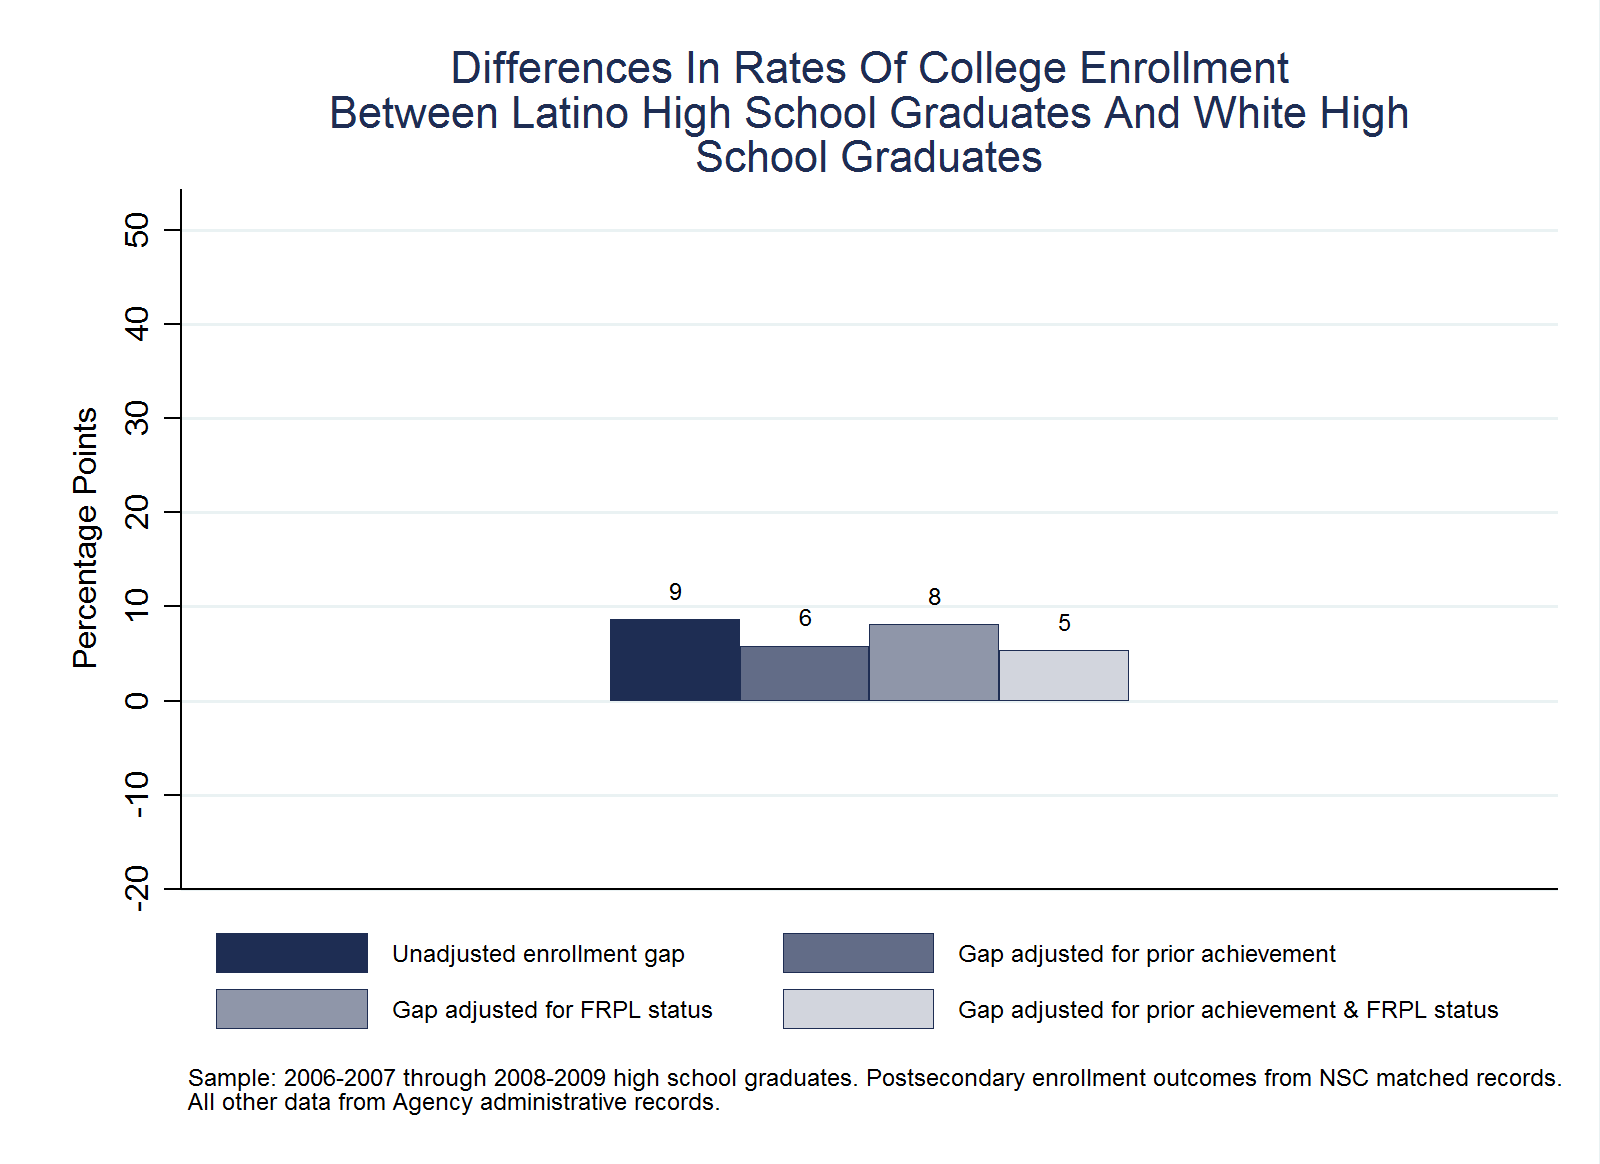 Differences In Rates Of College Enrollment
Between Latino High School Graduates And White High
School Graduates
Percentage Points
50
40
30
20
10
0
-10
-20
9
6
8
5
Unadjusted enrollment gap
Gap adjusted for prior achievement
Gap adjusted for FRPL status
Gap adjusted for prior achievement & FRPL status
Sample: 2006-2007 through 2008-2009 high school graduates. Postsecondary enrollment outcomes from NSC matched records.
All other data from Agency administrative records.